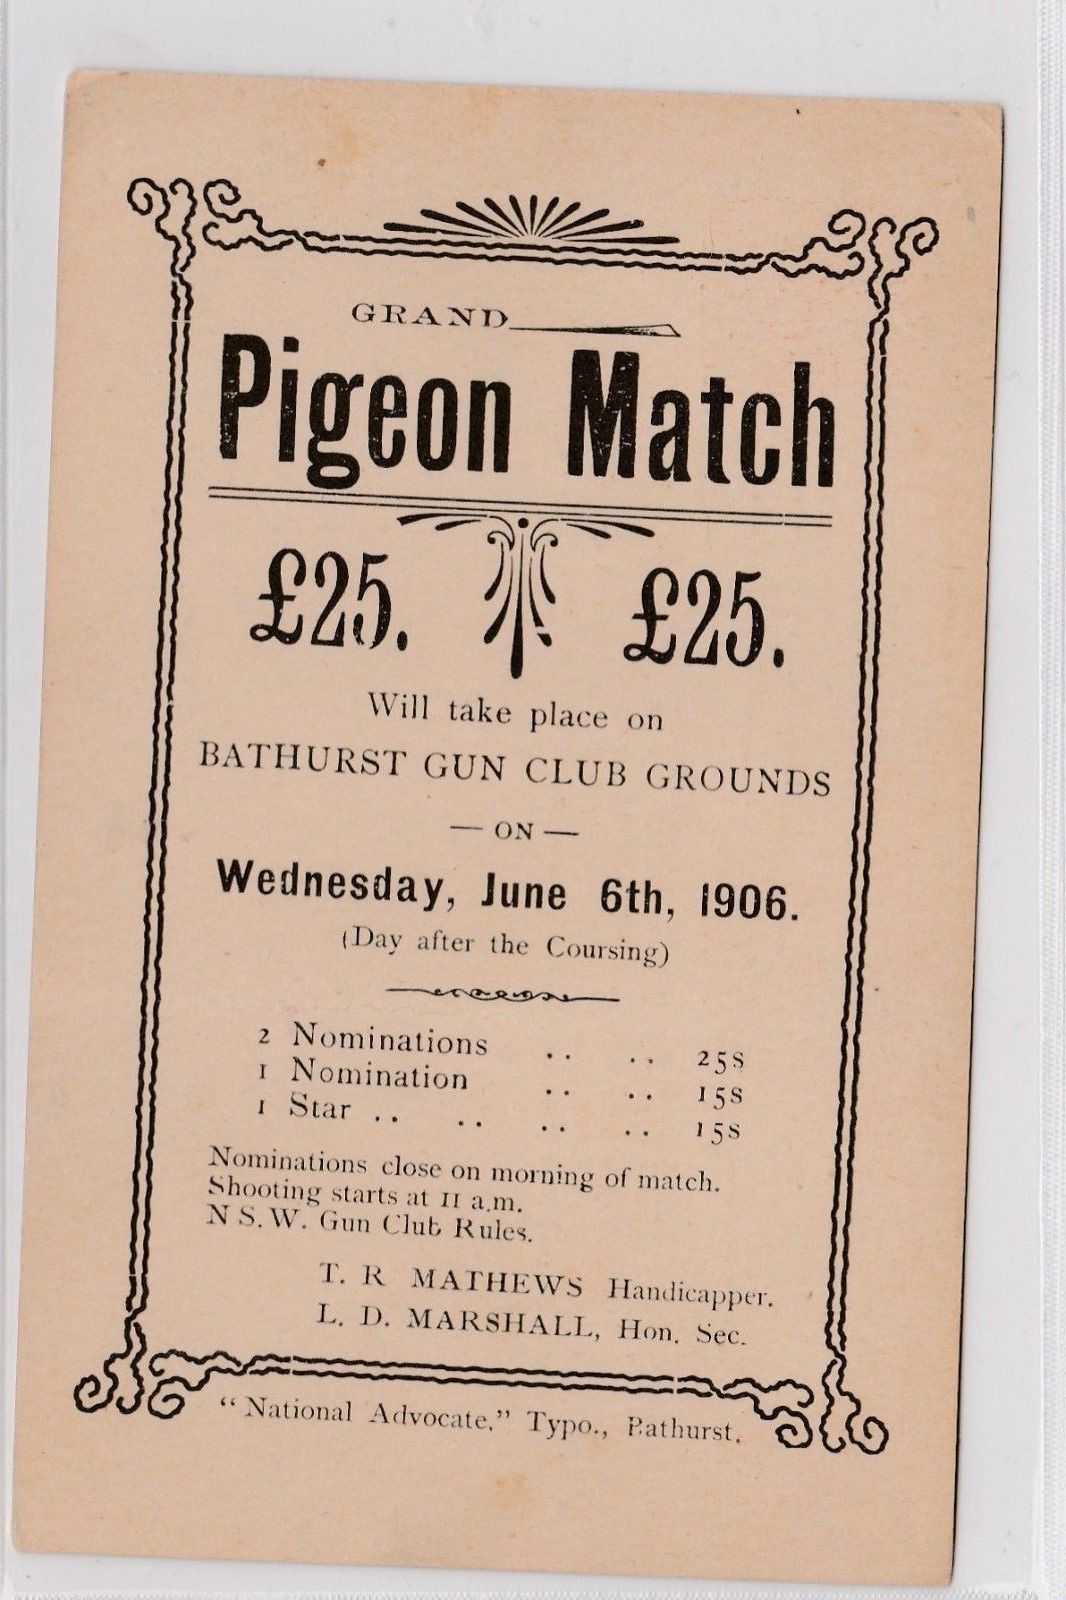 GRAND
Pigeon Match
£25. £25.
Will take place on
BATHURST GUN CLUB GROUNDS
— ON —
Wednesday, June 6th, 1906.
(Day after the Coursing)
2 Nominations .. .. 25s
1 Nomination .. .. 15s
1 Star .. .. .. .. 15s
Nominations close on morning of match.
Shooting starts at 11 a.m.
N S.W. Gun Club Rules.
T. R MATHEWS Handicapper.
L. D. MARSHALL, Hon. Sec.
"National Advocate," Typo., Bathurst.